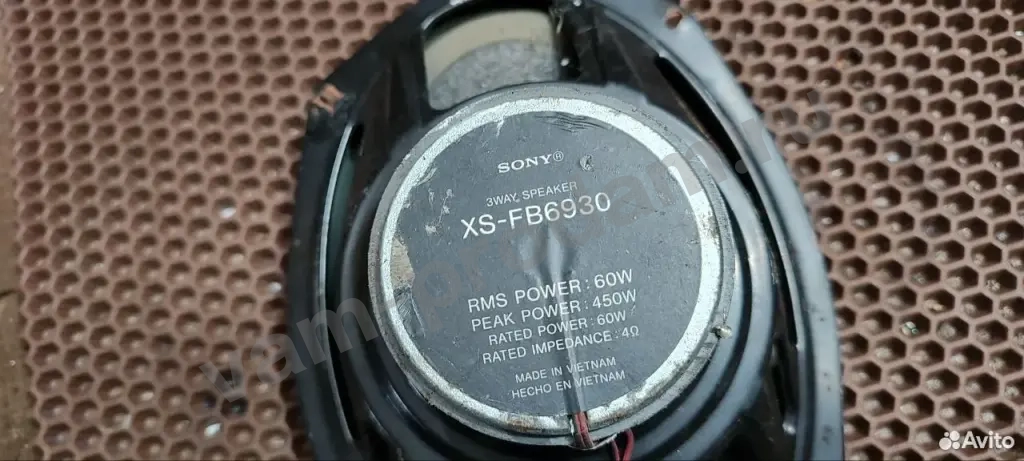 SONY®
3WAY SPEAKER
XS-FB6930
RMS POWER : 60W
PEAK POWER : 450W
RATED POWER : 60W
RATED IMPEDANCE : 4Ω
MADE IN VIETNAM
HECHO EN VIETNAM
Avito